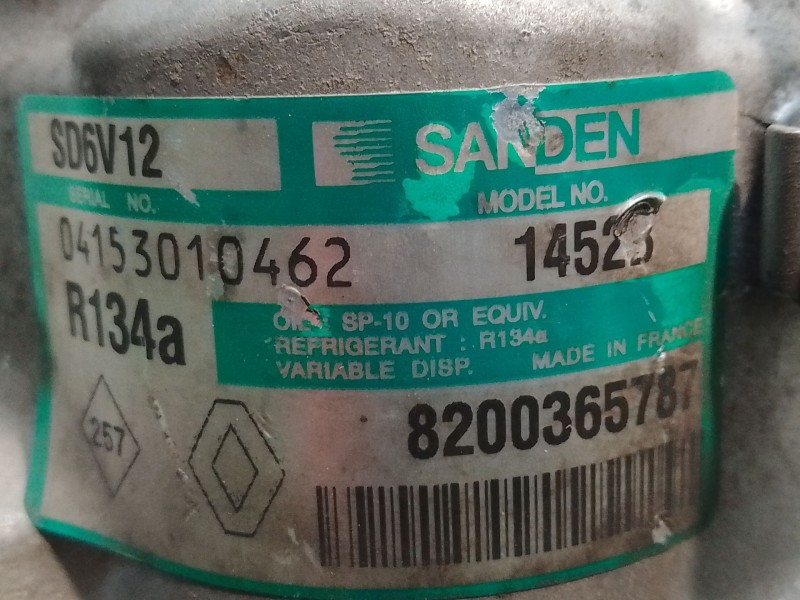 SD6V12
SANDEN
SERIAL NO.
MODEL NO.
04153010462
R134a
SP-10 OR EQUIV.
REFRIGERANT : R134a
VARIABLE DISP. MADE IN FRANCE
8200365787
257